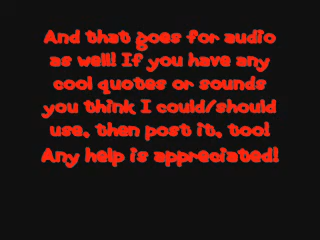 And that goes for audio
as well! If you have any
cool quotes or sounds
you think I could/should
use, then post it, too!
Any help is appreciated!